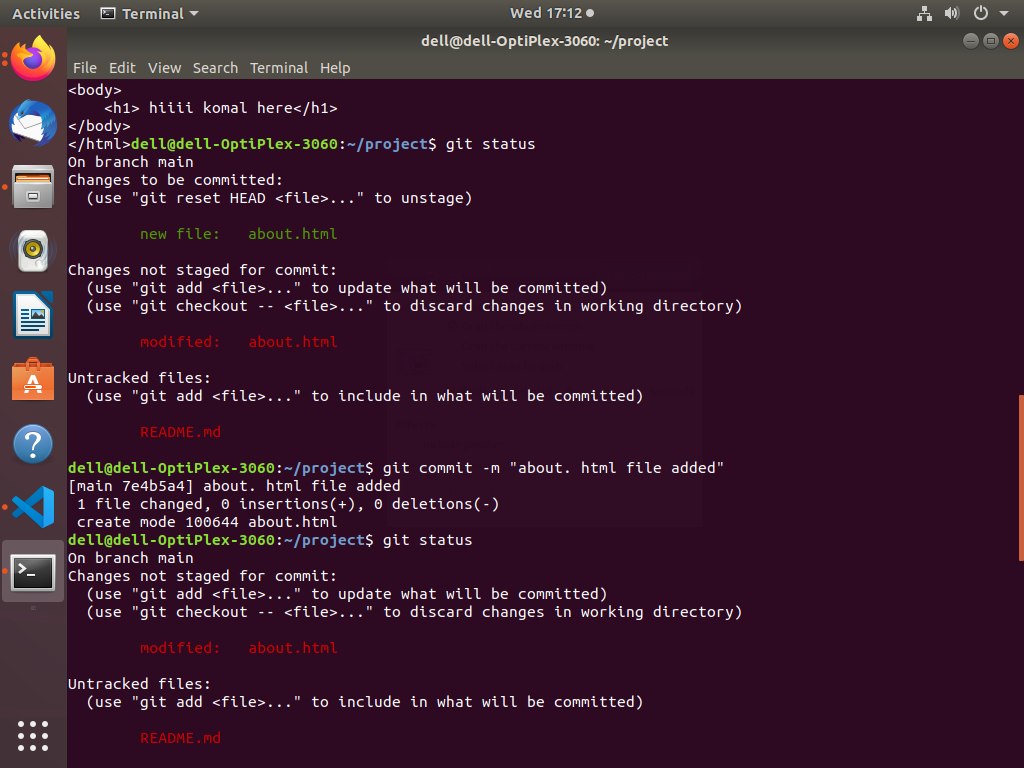 Activities Terminal Wed 17:12
dell@dell-OptiPlex-3060: ~/project
File Edit View Search Terminal Help
<body>
    <h1> hiiii komal here</h1>
</body>
</html>dell@dell-OptiPlex-3060:~/project$ git status
On branch main
Changes to be committed:
  (use "git reset HEAD <file>..." to unstage)
        new file:   about.html
Changes not staged for commit:
  (use "git add <file>..." to update what will be committed)
  (use "git checkout -- <file>..." to discard changes in working directory)
        modified:   about.html
Untracked files:
  (use "git add <file>..." to include in what will be committed)
        README.md
dell@dell-OptiPlex-3060:~/project$ git commit -m "about. html file added"
[main 7e4b5a4] about. html file added
 1 file changed, 0 insertions(+), 0 deletions(-)
 create mode 100644 about.html
dell@dell-OptiPlex-3060:~/project$ git status
On branch main
Changes not staged for commit:
  (use "git add <file>..." to update what will be committed)
  (use "git checkout -- <file>..." to discard changes in working directory)
        modified:   about.html
Untracked files:
  (use "git add <file>..." to include in what will be committed)
        README.md